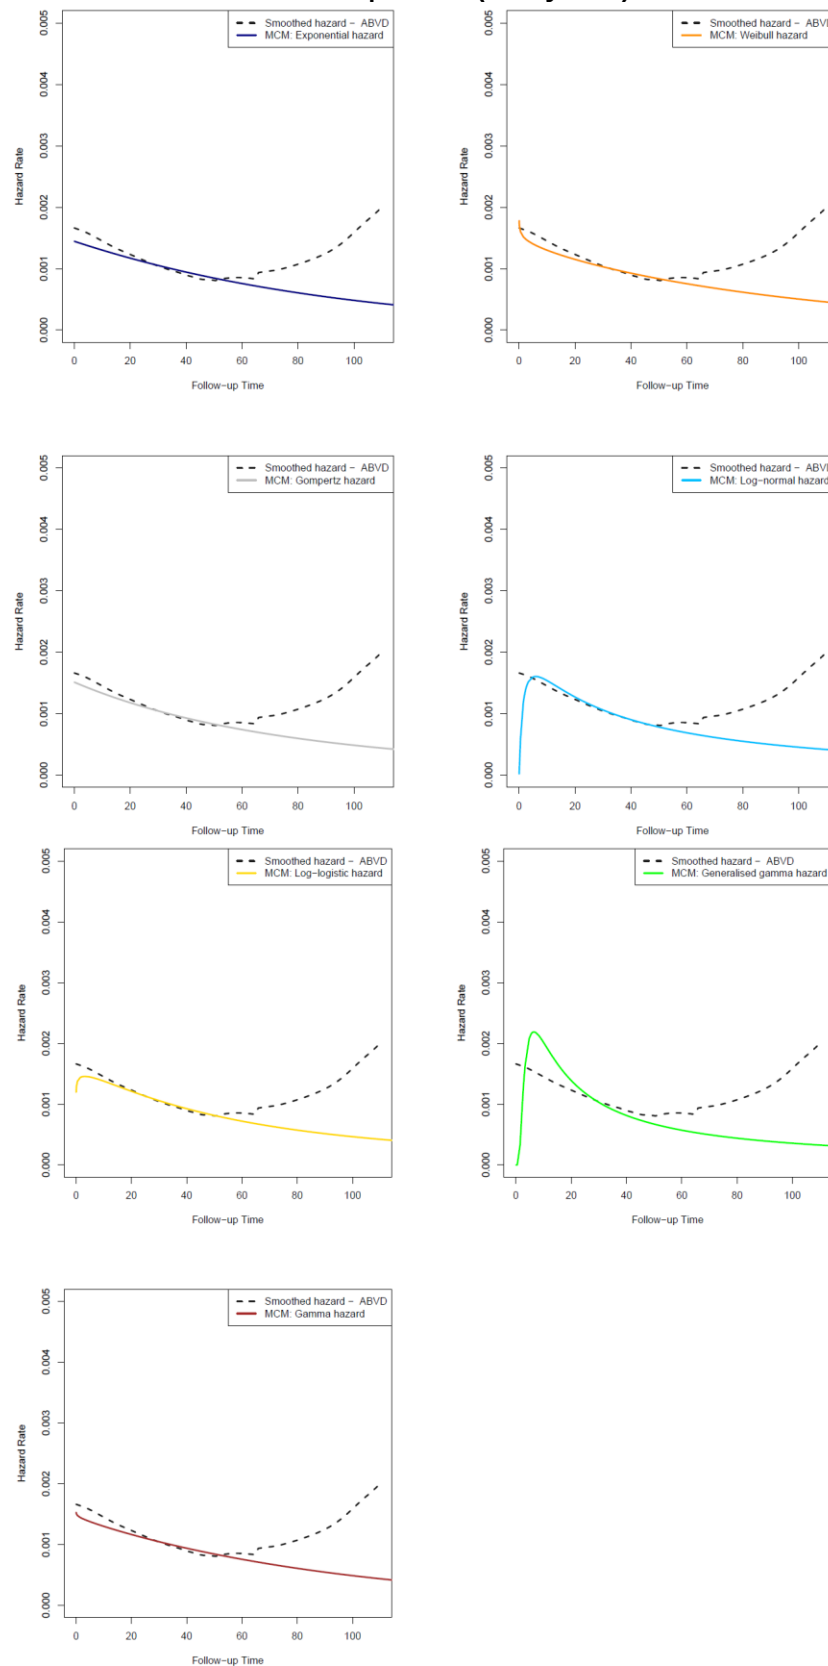 0.005
0.004
0.003
0.002
0.001
0.000
Hazard Rate
Smoothed hazard - ABVD
MCM: Exponential hazard
0 20 40 60 80 100
Follow-up Time
0.005
0.004
0.003
0.002
0.001
0.000
Hazard Rate
Smoothed hazard - ABVD
MCM: Weibull hazard
0 20 40 60 80 100
Follow-up Time
0.005
0.004
0.003
0.002
0.001
0.000
Hazard Rate
Smoothed hazard - ABVD
MCM: Gompertz hazard
0 20 40 60 80 100
Follow-up Time
0.005
0.004
0.003
0.002
0.001
0.000
Hazard Rate
Smoothed hazard - ABVD
MCM: Log-normal hazard
0 20 40 60 80 100
Follow-up Time
0.005
0.004
0.003
0.002
0.001
0.000
Hazard Rate
Smoothed hazard - ABVD
MCM: Log-logistic hazard
0 20 40 60 80 100
Follow-up Time
0.005
0.004
0.003
0.002
0.001
0.000
Hazard Rate
Smoothed hazard - ABVD
MCM: Generalised gamma hazard
0 20 40 60 80 100
Follow-up Time
0.005
0.004
0.003
0.002
0.001
0.000
Hazard Rate
Smoothed hazard - ABVD
MCM: Gamma hazard
0 20 40 60 80 100
Follow-up Time